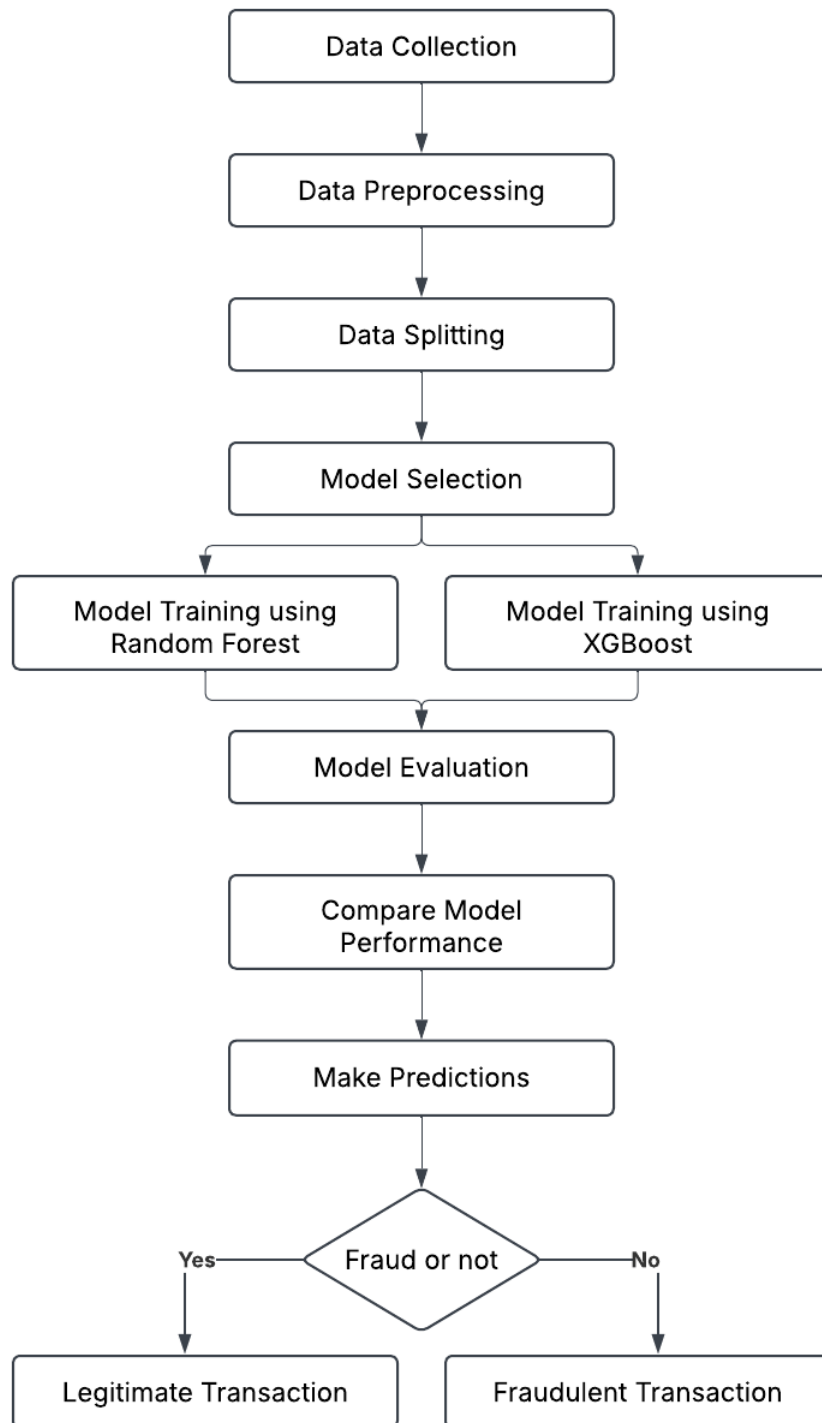 Data Collection
Data Preprocessing
Data Splitting
Model Selection
Model Training using
Random Forest
Model Training using
XGBoost
Model Evaluation
Compare Model
Performance
Make Predictions
Fraud or not
Yes
No
Legitimate Transaction
Fraudulent Transaction